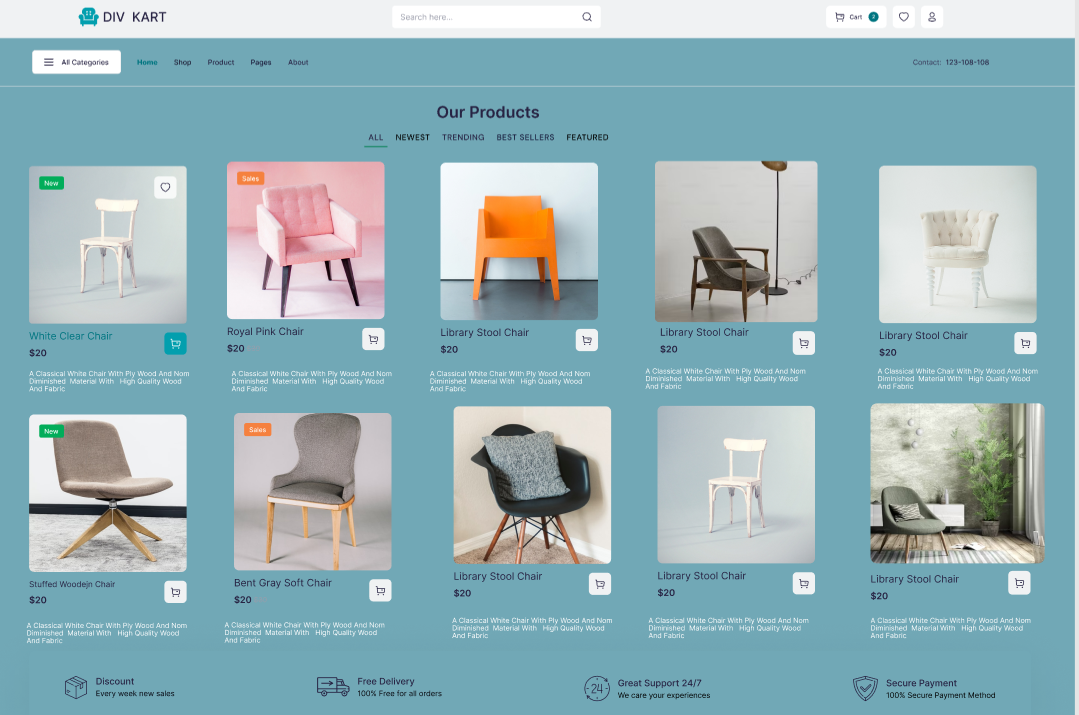 DIV KART
Search here...
Cart 2
All Categories
Home Shop Product Pages About
Contact: 123-108-108
Our Products
ALL NEWEST TRENDING BEST SELLERS FEATURED
New
Sales
White Clear Chair
$20
A Classical White Chair With Ply Wood And Nom
Diminished Material With High Quality Wood
And Fabric
Royal Pink Chair
$20
A Classical White Chair With Ply Wood And Nom
Diminished Material With High Quality Wood
And Fabric
Library Stool Chair
$20
A Classical White Chair With Ply Wood And Nom
Diminished Material With High Quality Wood
And Fabric
Library Stool Chair
$20
A Classical White Chair With Ply Wood And Nom
Diminished Material With High Quality Wood
And Fabric
Library Stool Chair
$20
A Classical White Chair With Ply Wood And Nom
Diminished Material With High Quality Wood
And Fabric
New
Sales
Stuffed Woodejn Chair
$20
A Classical White Chair With Ply Wood And Nom
Diminished Material With High Quality Wood
And Fabric
Bent Gray Soft Chair
$20
A Classical White Chair With Ply Wood And Nom
Diminished Material With High Quality Wood
And Fabric
Library Stool Chair
$20
A Classical White Chair With Ply Wood And Nom
Diminished Material With High Quality Wood
And Fabric
Library Stool Chair
$20
A Classical White Chair With Ply Wood And Nom
Diminished Material With High Quality Wood
And Fabric
Library Stool Chair
$20
A Classical White Chair With Ply Wood And Nom
Diminished Material With High Quality Wood
And Fabric
Discount
Every week new sales
Free Delivery
100% Free for all orders
24
Great Support 24/7
We care your experiences
Secure Payment
100% Secure Payment Method